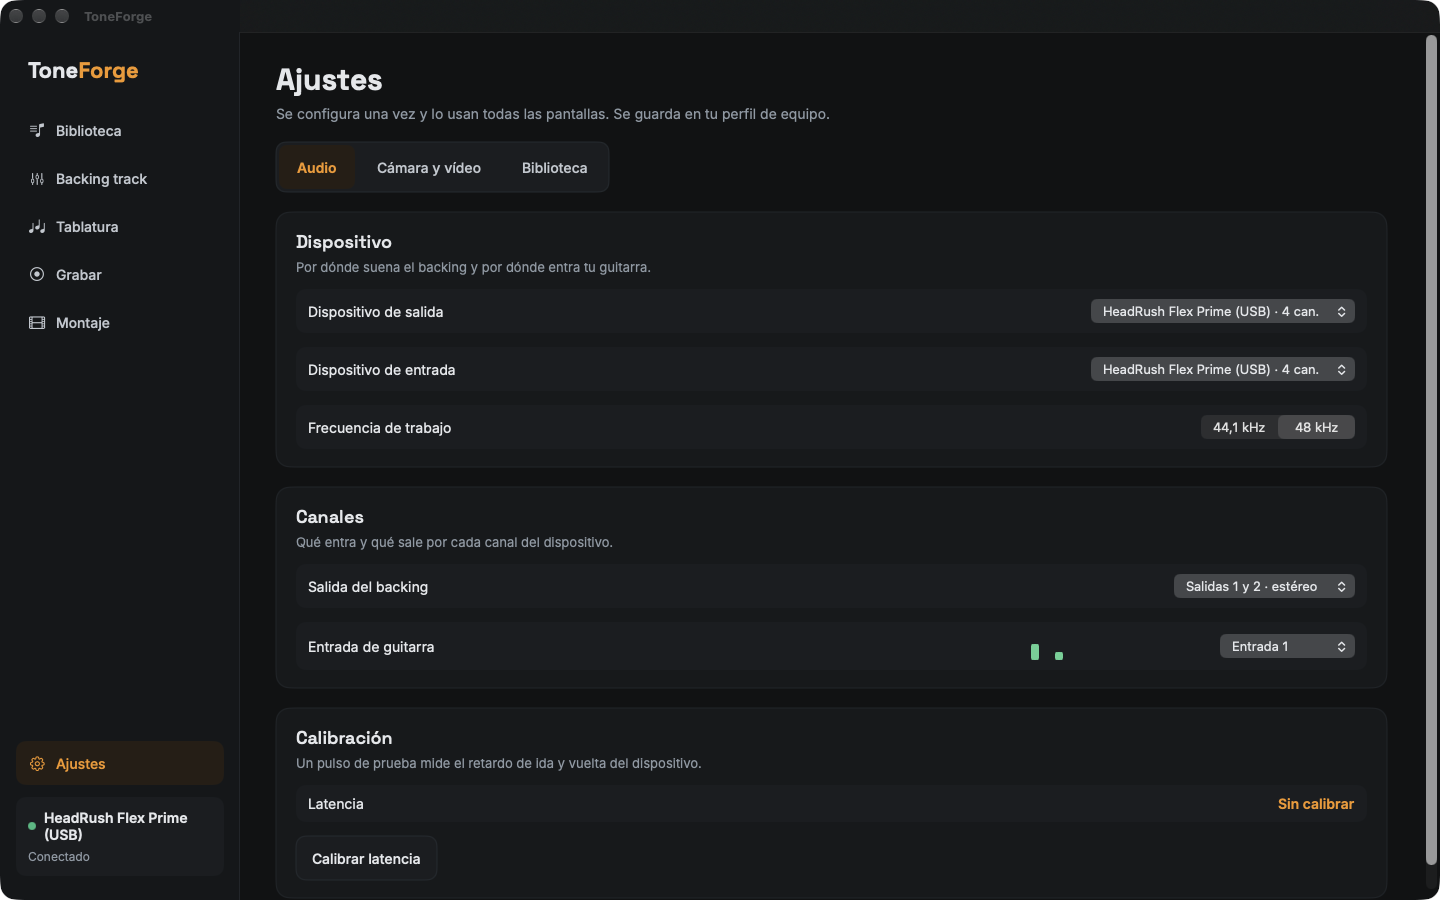 ToneForge
ToneForge
Biblioteca
Backing track
Tablatura
Grabar
Montaje
Ajustes
HeadRush Flex Prime
(USB)
Conectado
Ajustes
Se configura una vez y lo usan todas las pantallas. Se guarda en tu perfil de equipo.
Audio
Cámara y vídeo
Biblioteca
Dispositivo
Por dónde suena el backing y por dónde entra tu guitarra.
Dispositivo de salida
HeadRush Flex Prime (USB) · 4 can.
Dispositivo de entrada
HeadRush Flex Prime (USB) · 4 can.
Frecuencia de trabajo
44,1 kHz
48 kHz
Canales
Qué entra y qué sale por cada canal del dispositivo.
Salida del backing
Salidas 1 y 2 · estéreo
Entrada de guitarra
Entrada 1
Calibración
Un pulso de prueba mide el retardo de ida y vuelta del dispositivo.
Latencia
Sin calibrar
Calibrar latencia